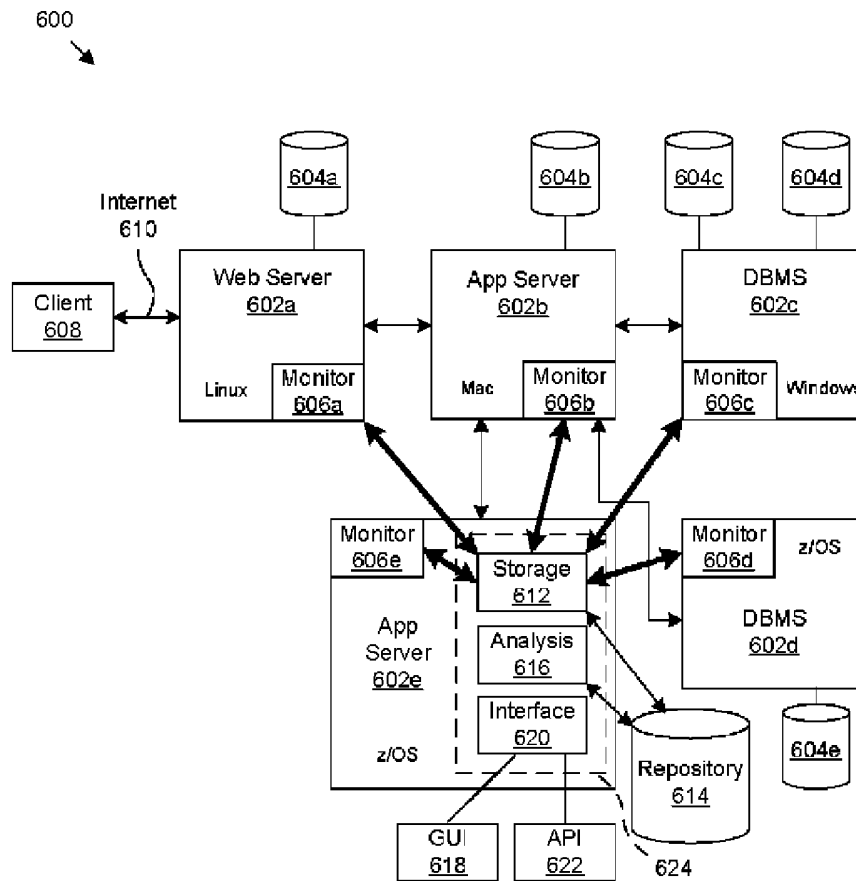 600
604a
604b
604c
604d
Internet
610
Client
608
Web Server
602a
Linux
Monitor
606a
App Server
602b
Mac
Monitor
606b
DBMS
602c
Monitor
606c
Windows
Monitor
606e
App
Server
602e
z/OS
Storage
612
Analysis
616
Interface
620
Monitor
606d
z/OS
DBMS
602d
604e
Repository
614
GUI
618
API
622
624